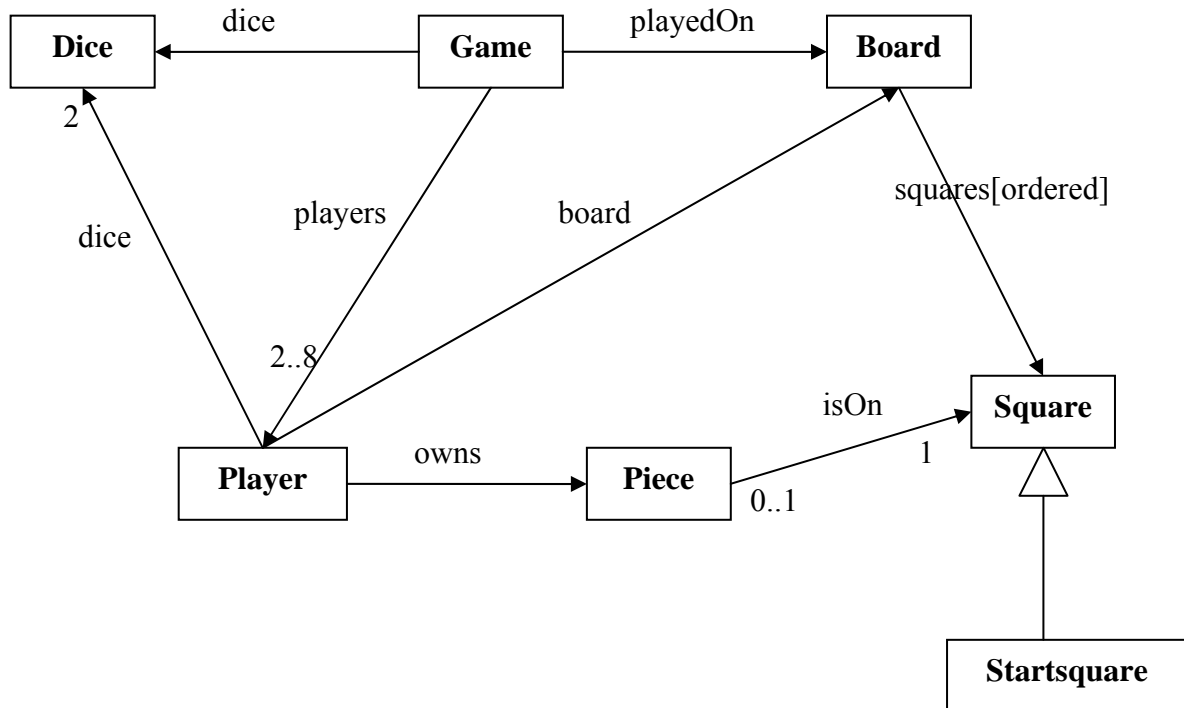 dice
playedOn
Dice
Game
Board
2
squares[ordered]
players
board
dice
2..8
isOn
Square
owns
1
Player
Piece
0..1
Startsquare